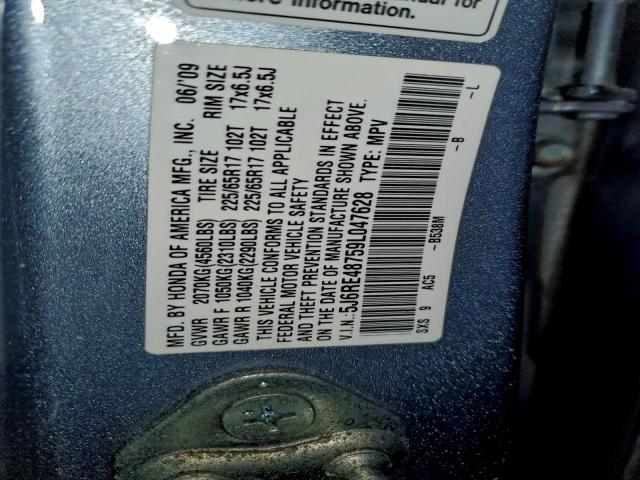 more information.
MFD. BY HONDA OF AMERICA MFG., INC. 06/09
GVWR 2070KG(4560LBS) TIRE SIZE RIM SIZE
GAWR F 1050KG(2310LBS) 225/65R17 102T 17x6.5J
GAWR R 1040KG(2290LBS) 225/65R17 102T 17x6.5J
THIS VEHICLE CONFORMS TO ALL APPLICABLE
FEDERAL MOTOR VEHICLE SAFETY
AND THEFT PREVENTION STANDARDS IN EFFECT
ON THE DATE OF MANUFACTURE SHOWN ABOVE.
V.I.N.: 5J6RE48759L047628 TYPE: MPV
SXS 9 AC5 -B538M -B -L